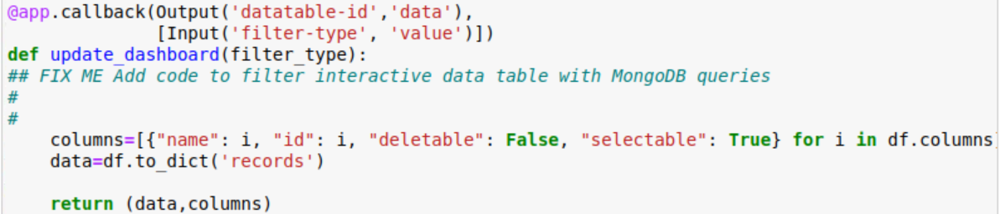 @app.callback(Output('datatable-id','data'),
              [Input('filter-type', 'value')])
def update_dashboard(filter_type):
## FIX ME Add code to filter interactive data table with MongoDB queries
#
#
    columns=[{"name": i, "id": i, "deletable": False, "selectable": True} for i in df.columns]
    data=df.to_dict('records')

    return (data,columns)